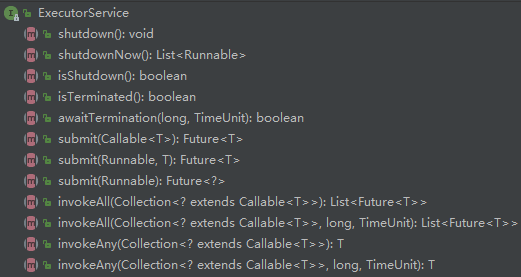 ExecutorService
shutdown(): void
shutdownNow(): List<Runnable>
isShutdown(): boolean
isTerminated(): boolean
awaitTermination(long, TimeUnit): boolean
submit(Callable<T>): Future<T>
submit(Runnable, T): Future<T>
submit(Runnable): Future<?>
invokeAll(Collection<? extends Callable<T>>): List<Future<T>>
invokeAll(Collection<? extends Callable<T>>, long, TimeUnit): List<Future<T>>
invokeAny(Collection<? extends Callable<T>>): T
invokeAny(Collection<? extends Callable<T>>, long, TimeUnit): T